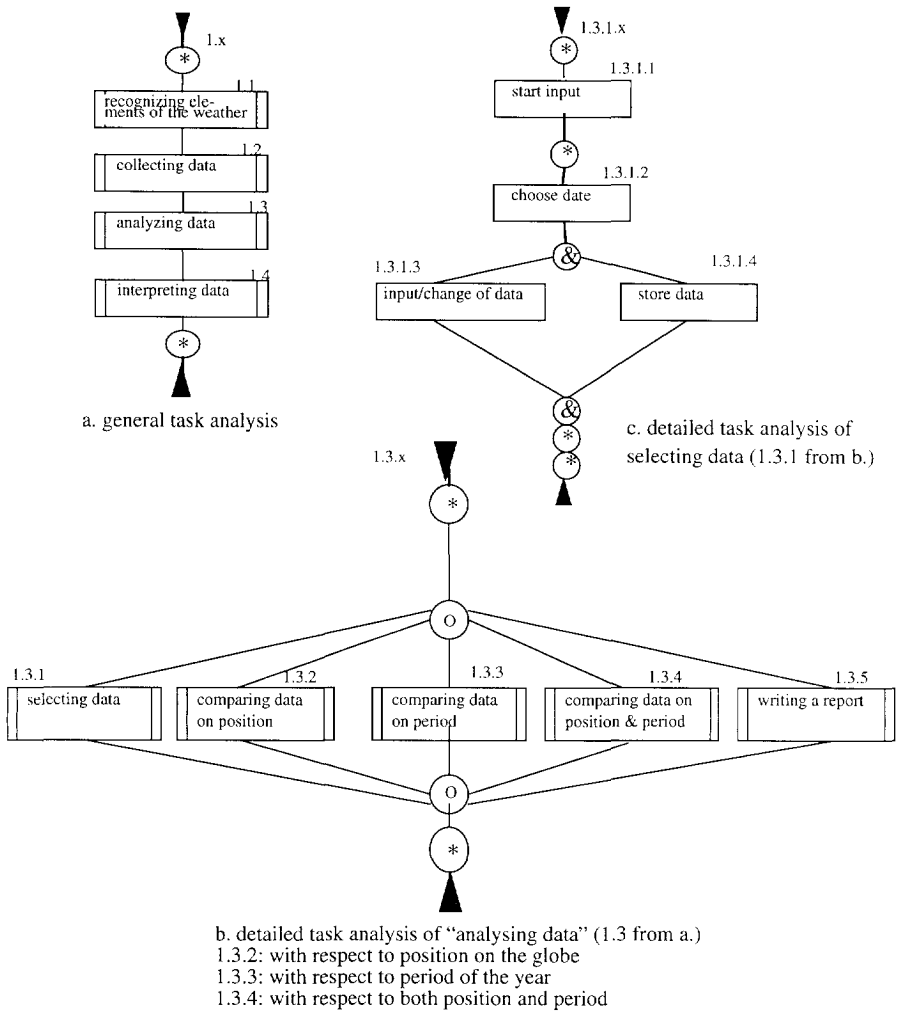 1.x
*
1.1
recognizing ele-
ments of the weather
1.2
collecting data
1.3
analyzing data
1.4
interpreting data
*
a. general task analysis
1.3.1.x
*
1.3.1.1
start input
*
1.3.1.2
choose date
&
1.3.1.3
input/change of data
1.3.1.4
store data
&
*
*
c. detailed task analysis of
selecting data (1.3.1 from b.)
1.3.x
*
O
1.3.1
selecting data
1.3.2
comparing data
on position
1.3.3
comparing data
on period
1.3.4
comparing data on
position & period
1.3.5
writing a report
O
*
b. detailed task analysis of “analysing data” (1.3 from a.)
1.3.2: with respect to position on the globe
1.3.3: with respect to period of the year
1.3.4: with respect to both position and period